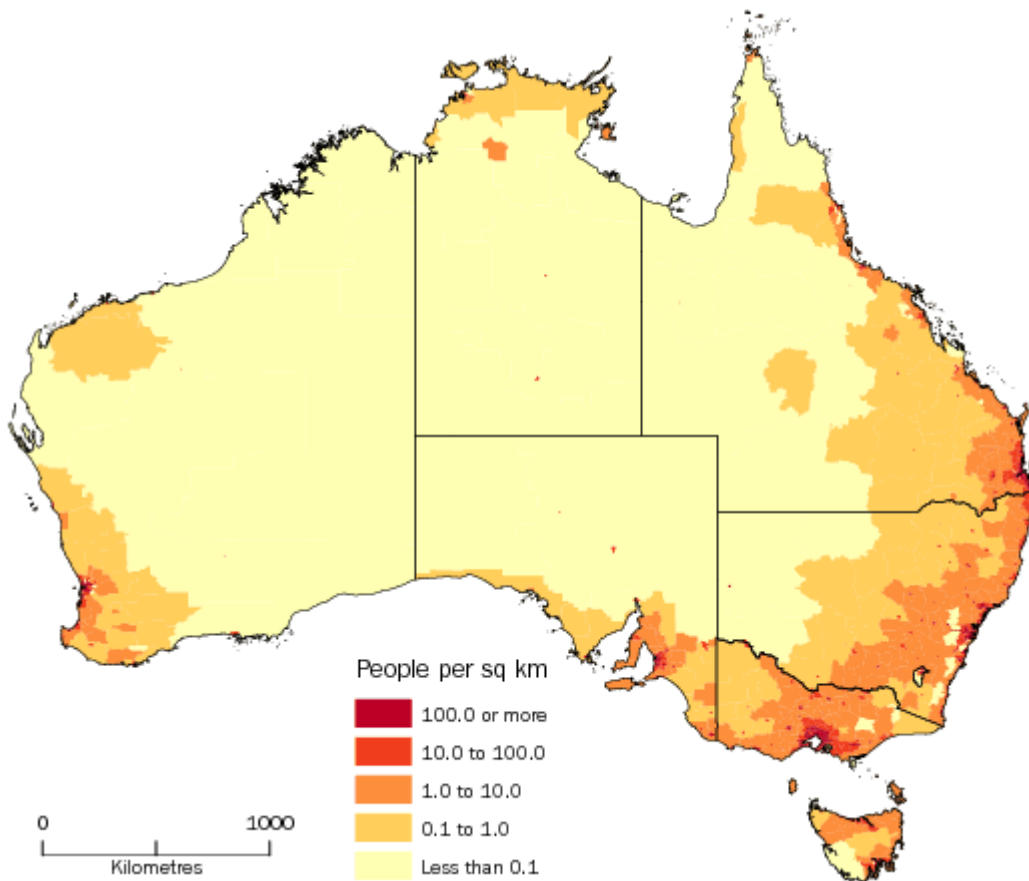 People per sq km
100.0 or more
10.0 to 100.0
1.0 to 10.0
0.1 to 1.0
Less than 0.1
0 1000
Kilometres